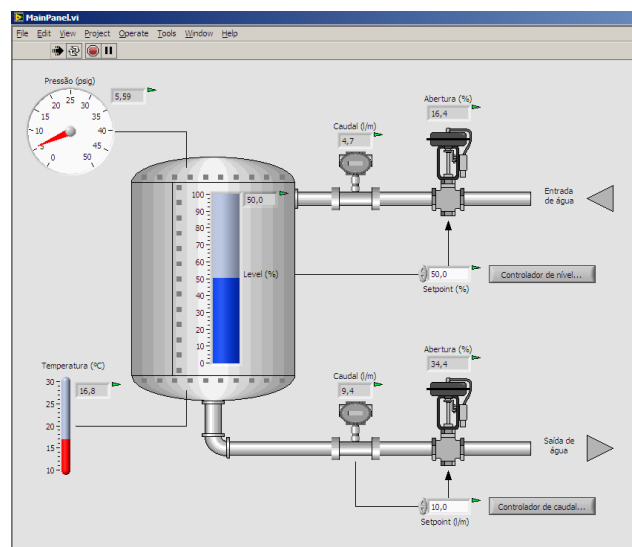 MainPanel.vi
File Edit View Project Operate Tools Window Help
Pressão (psig)
5,59
0 5 10 15 20 25 30 35 40 45 50
Abertura (%)
16,4
Caudal (l/m)
4,7
Entrada
de água
100
90
80
70
60
50
40
30
20
10
0
50,0
Level (%)
50,0
Setpoint (%)
Controlador de nível...
Temperatura (ºC)
30
25
20
15
10
16,8
Abertura (%)
34,4
Caudal (l/m)
9,4
Saída de
água
10,0
Setpoint (l/m)
Controlador de caudal...